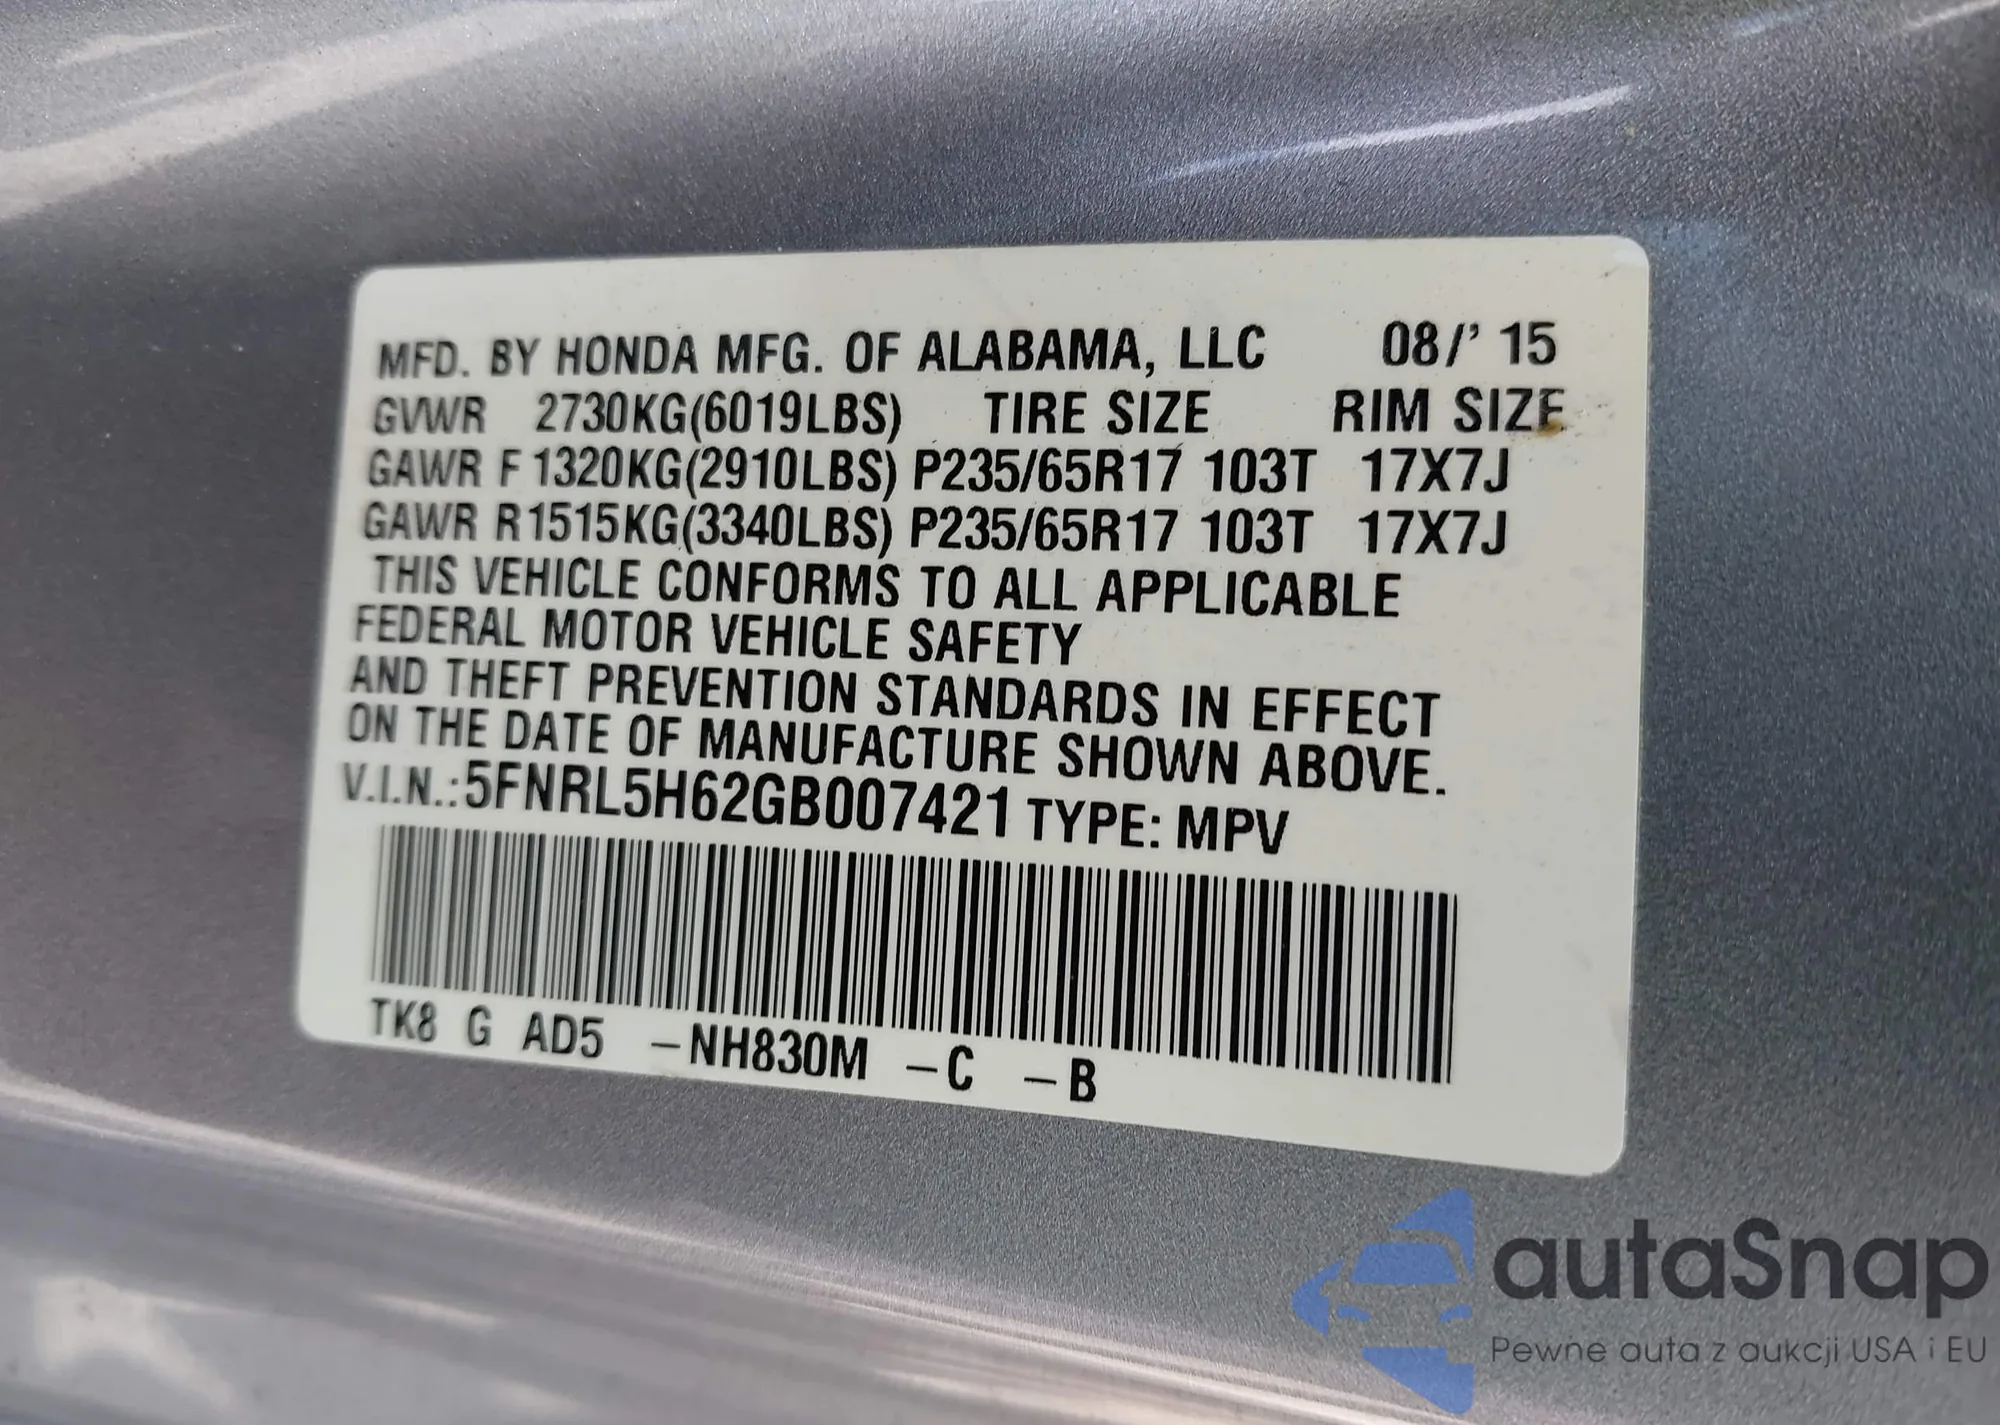 MFD. BY HONDA MFG. OF ALABAMA, LLC 08/' 15
GVWR 2730KG(6019LBS) TIRE SIZE RIM SIZE
GAWR F 1320KG(2910LBS) P235/65R17 103T 17X7J
GAWR R1515KG(3340LBS) P235/65R17 103T 17X7J
THIS VEHICLE CONFORMS TO ALL APPLICABLE
FEDERAL MOTOR VEHICLE SAFETY
AND THEFT PREVENTION STANDARDS IN EFFECT
ON THE DATE OF MANUFACTURE SHOWN ABOVE.
V.I.N.:5FNRL5H62GB007421 TYPE: MPV
TK8 G AD5 -NH830M -C -B
autaSnap
Pewne auta z aukcji USA i EU